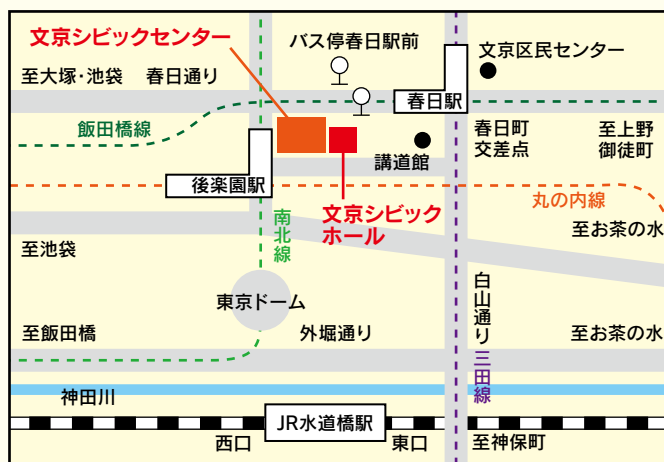 文京シビックセンター
バス停春日駅前
文京区民センター
至大塚・池袋
春日通り
春日駅
飯田橋線
春日町
交差点
至上野
御徒町
講道館
後楽園駅
丸の内線
文京シビック
ホール
南北線
至お茶の水
至池袋
白山通り
東京ドーム
至飯田橋
外堀通り
至お茶の水
三田線
神田川
JR水道橋駅
西口
東口
至神保町